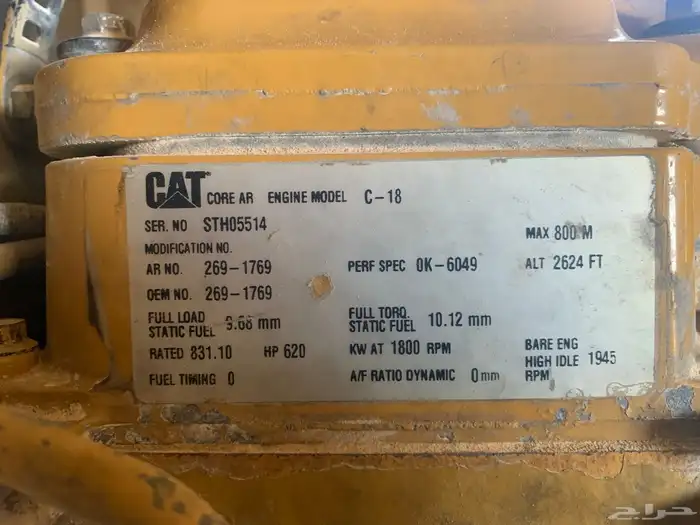 CAT CORE AR ENGINE MODEL C-18
SER. NO STH05514
MODIFICATION NO.
MAX 800 M
AR NO. 269-1769 PERF SPEC 0K-6049 ALT 2624 FT
OEM NO. 269-1769
FULL LOAD STATIC FUEL 9.68 mm FULL TORQ. STATIC FUEL 10.12 mm
RATED 831.10 HP 620 KW AT 1800 RPM BARE ENG HIGH IDLE 1945 RPM
FUEL TIMING 0 A/F RATIO DYNAMIC 0 mm
حراج